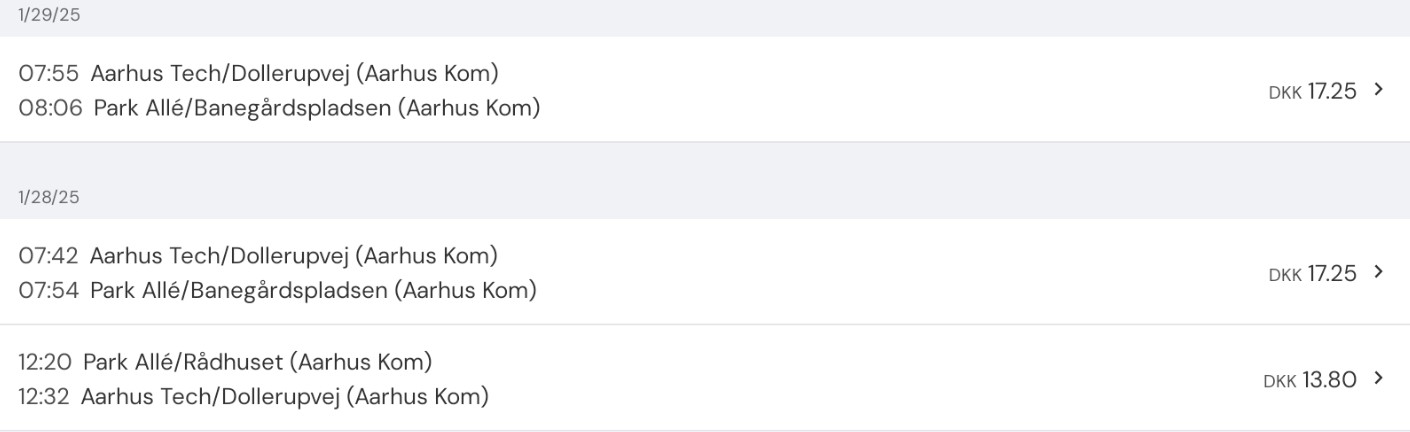 1/29/25
07:55 Aarhus Tech/Dollerupvej (Aarhus Kom)
08:06 Park Allé/Banegårdspladsen (Aarhus Kom)
DKK 17.25
1/28/25
07:42 Aarhus Tech/Dollerupvej (Aarhus Kom)
07:54 Park Allé/Banegårdspladsen (Aarhus Kom)
DKK 17.25
12:20 Park Allé/Rådhuset (Aarhus Kom)
12:32 Aarhus Tech/Dollerupvej (Aarhus Kom)
DKK 13.80